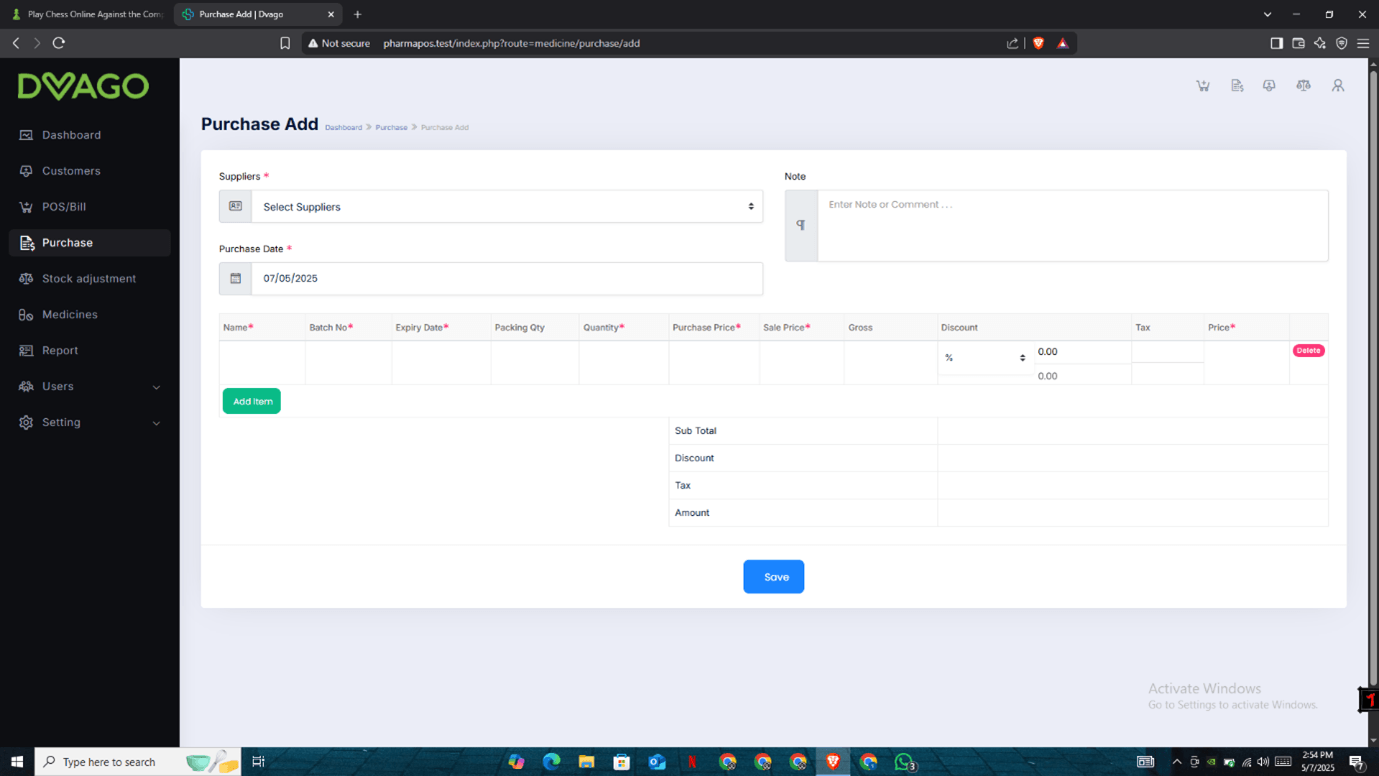 Play Chess Online Against the Comp
Purchase Add | Dvago
Not secure pharmapos.test/index.php?route=medicine/purchase/add
DVAGO
Dashboard
Customers
POS/Bill
Purchase
Stock adjustment
Medicines
Report
Users
Setting
Purchase Add Dashboard Purchase Purchase Add
Suppliers *
Select Suppliers
Note
Enter Note or Comment . . .
Purchase Date *
07/05/2025
Name* Batch No* Expiry Date* Packing Qty Quantity* Purchase Price* Sale Price* Gross Discount Tax Price*
% 0.00 Delete
0.00
Add Item
Sub Total
Discount
Tax
Amount
Save
Activate Windows
Go to Settings to activate Windows.
Type here to search
3
2:54 PM
5/7/2025
7